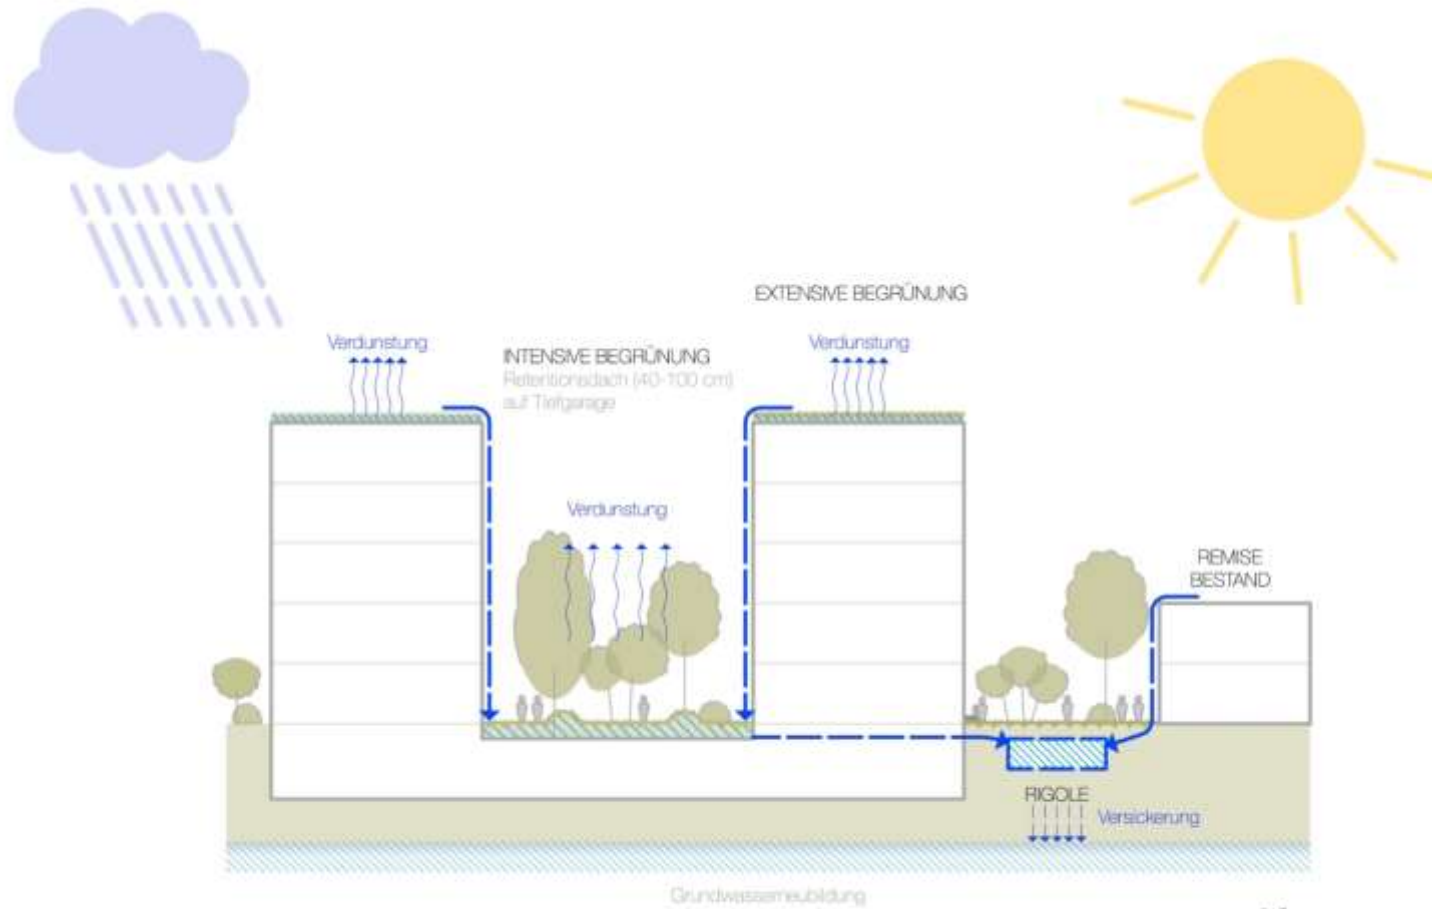 EXTENSIVE BEGRÜNUNG
Verdunstung
INTENSIVE BEGRÜNUNG
Retentionsdach (40-100 cm)
auf Tiefgarage
Verdunstung
Verdunstung
REMISE
BESTAND
RIGOLE
Versickerung
Grundwasserneubildung